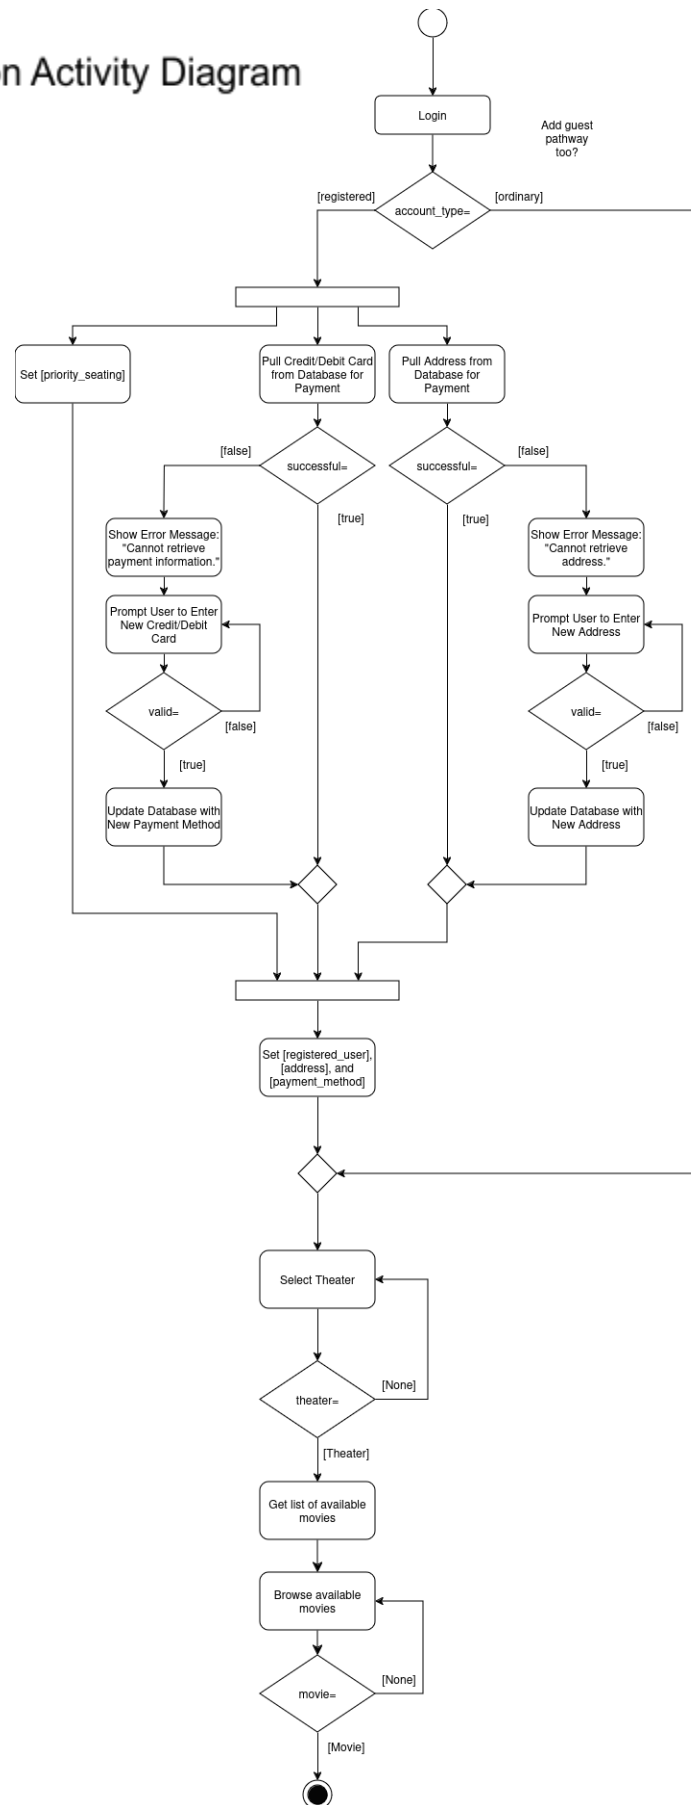 on Activity Diagram
Login
Add guest
pathway
too?
[registered]
account_type=
[ordinary]
Set [priority_seating]
Pull Credit/Debit Card
from Database for
Payment
Pull Address from
Database for
Payment
[false]
successful=
[true]
successful=
[false]
[true]
Show Error Message:
"Cannot retrieve
payment information."
Show Error Message:
"Cannot retrieve
address."
Prompt User to Enter
New Credit/Debit
Card
Prompt User to Enter
New Address
valid=
[false]
[true]
valid=
[false]
[true]
Update Database with
New Payment Method
Update Database with
New Address
Set [registered_user],
[address], and
[payment_method]
Select Theater
theater=
[None]
[Theater]
Get list of available
movies
Browse available
movies
movie=
[None]
[Movie]